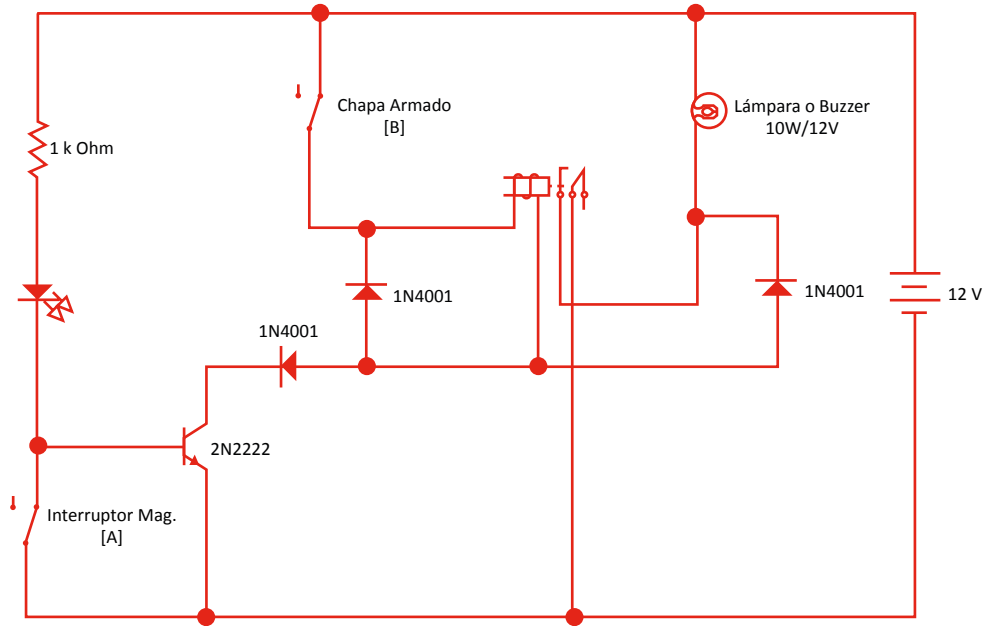 Chapa Armado
[B]
Lámpara o Buzzer
10W/12V
1 k Ohm
1N4001
1N4001
12 V
1N4001
2N2222
Interruptor Mag.
[A]